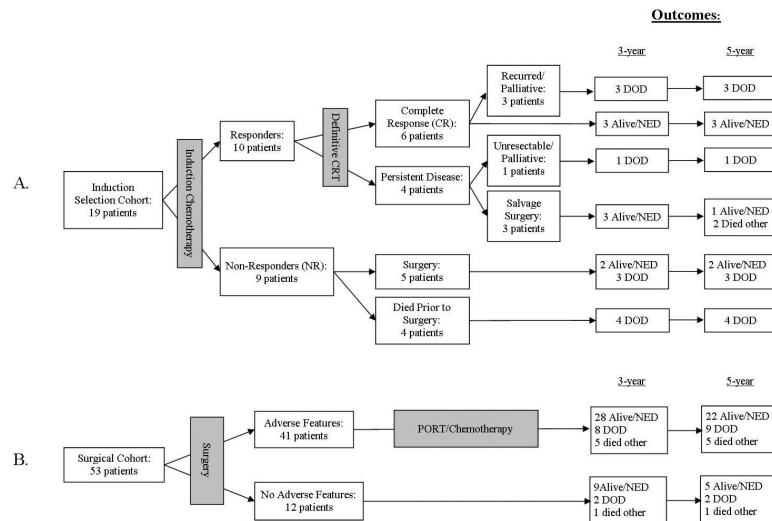 Outcomes:
3-year
5-year
A.
Induction
Selection Cohort:
19 patients
Induction Chemotherapy
Responders:
10 patients
Definitive CRT
Complete
Response (CR):
6 patients
Recurred/
Palliative:
3 patients
3 DOD
3 DOD
3 Alive/NED
3 Alive/NED
Persistent Disease:
4 patients
Unresectable/
Palliative:
1 patients
1 DOD
1 DOD
Salvage
Surgery:
3 patients
3 Alive/NED
1 Alive/NED
2 Died other
Non-Responders (NR):
9 patients
Surgery:
5 patients
2 Alive/NED
3 DOD
2 Alive/NED
3 DOD
Died Prior to
Surgery:
4 patients
4 DOD
4 DOD
3-year
5-year
B.
Surgical Cohort:
53 patients
Surgery
Adverse Features:
41 patients
PORT/Chemotherapy
28 Alive/NED
8 DOD
5 died other
22 Alive/NED
9 DOD
5 died other
No Adverse Features:
12 patients
9Alive/NED
2 DOD
1 died other
5 Alive/NED
2 DOD
1 died other